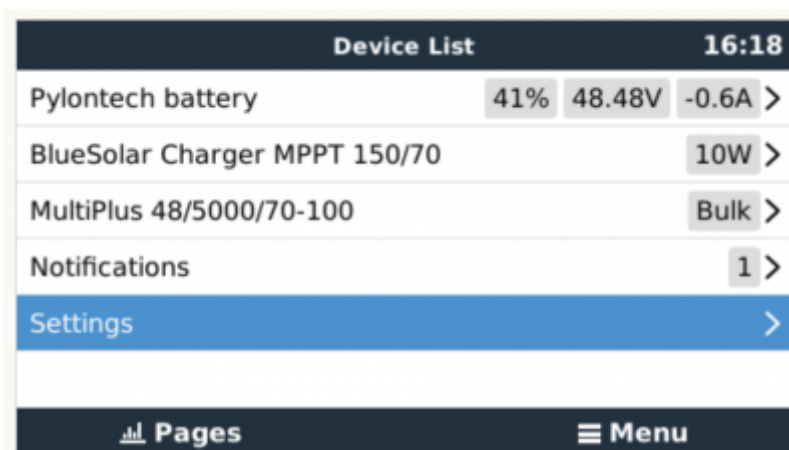 Device List 16:18
Pylontech battery 41% 48.48V -0.6A
BlueSolar Charger MPPT 150/70 10W
MultiPlus 48/5000/70-100 Bulk
Notifications 1
Settings
Pages Menu